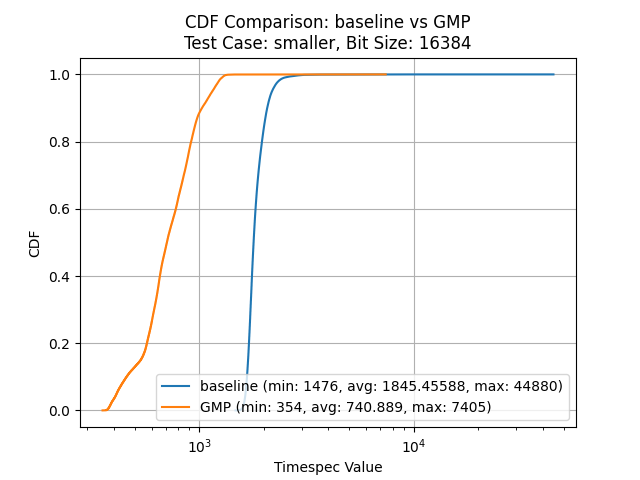 CDF Comparison: baseline vs GMP
Test Case: smaller, Bit Size: 16384
1.0
0.8
0.6
0.4
0.2
0.0
CDF
baseline (min: 1476, avg: 1845.45588, max: 44880)
GMP (min: 354, avg: 740.889, max: 7405)
10³ 10⁴
Timespec Value